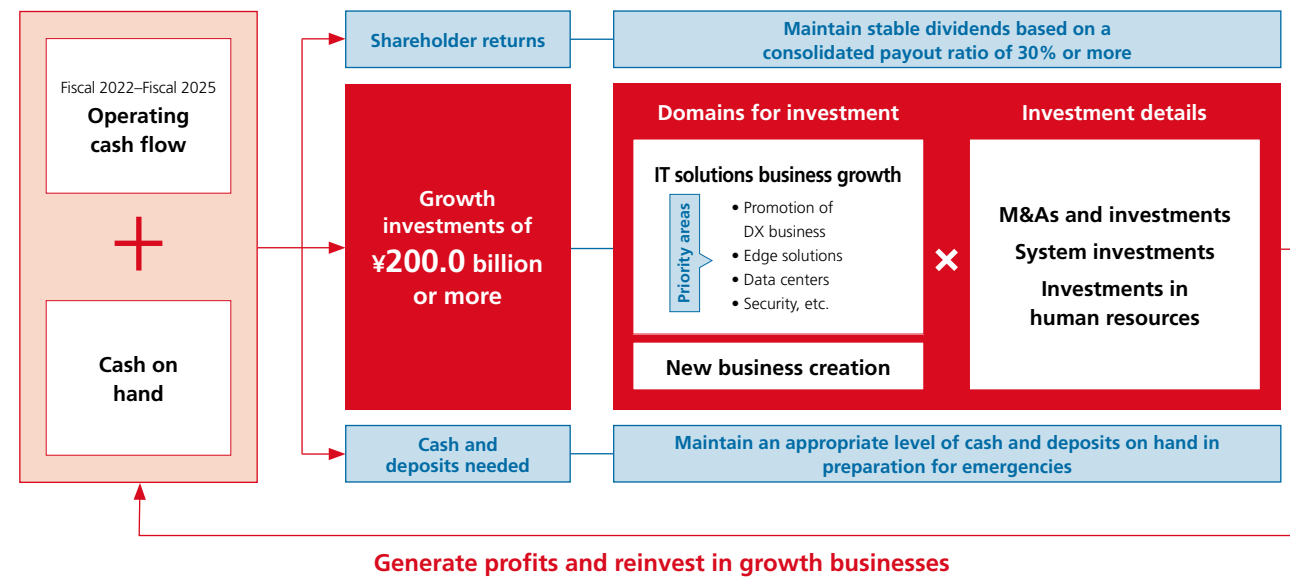 Fiscal 2022–Fiscal 2025
Operating
cash flow
+
Cash on
hand
Shareholder returns
Maintain stable dividends based on a
consolidated payout ratio of 30% or more
Growth
investments of
¥200.0 billion
or more
Domains for investment
IT solutions business growth
Priority areas
• Promotion of
DX business
• Edge solutions
• Data centers
• Security, etc.
New business creation
×
Investment details
M&As and investments
System investments
Investments in
human resources
Cash and
deposits needed
Maintain an appropriate level of cash and deposits on hand in
preparation for emergencies
Generate profits and reinvest in growth businesses